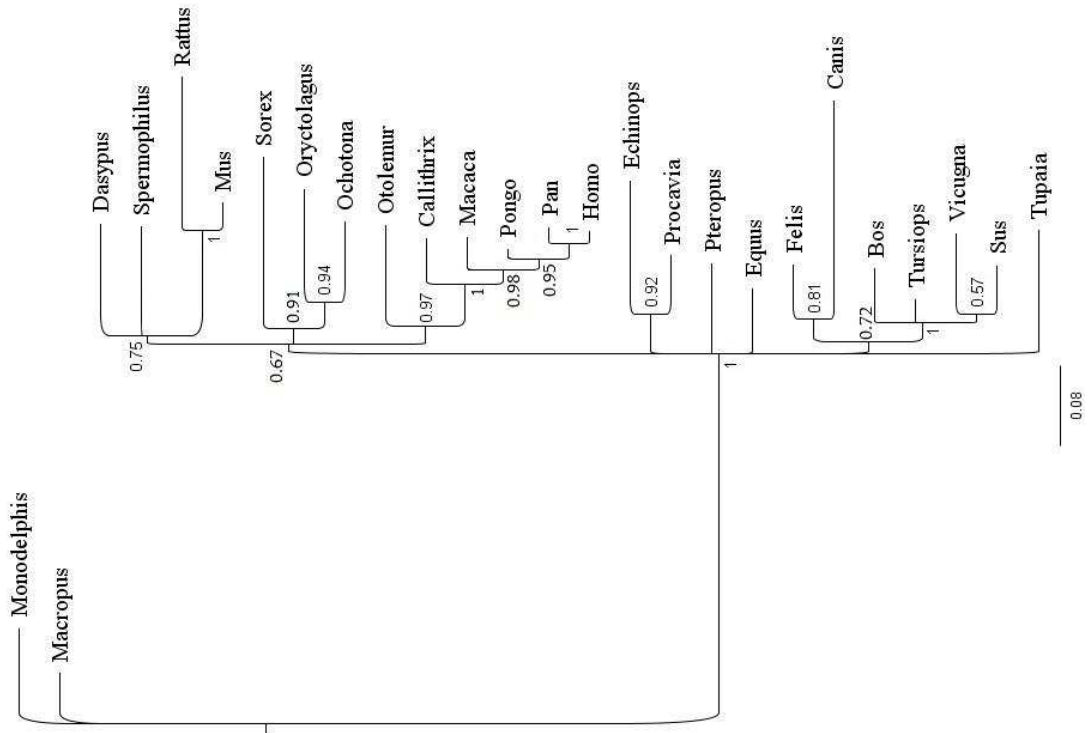 Monodelphis
Macropus
Dasypus
Spermophilus
Rattus
Mus
Sorex
Oryctolagus
Ochotona
Otolemur
Callithrix
Macaca
Pongo
Pan
Homo
Echinops
Procavia
Pteropus
Equus
Felis
Canis
Bos
Tursiops
Vicugna
Sus
Tupaia
0.75
1
0.67
0.91
0.94
0.97
1
0.98
0.95
1
0.92
1
0.81
0.72
1
0.57
0.08